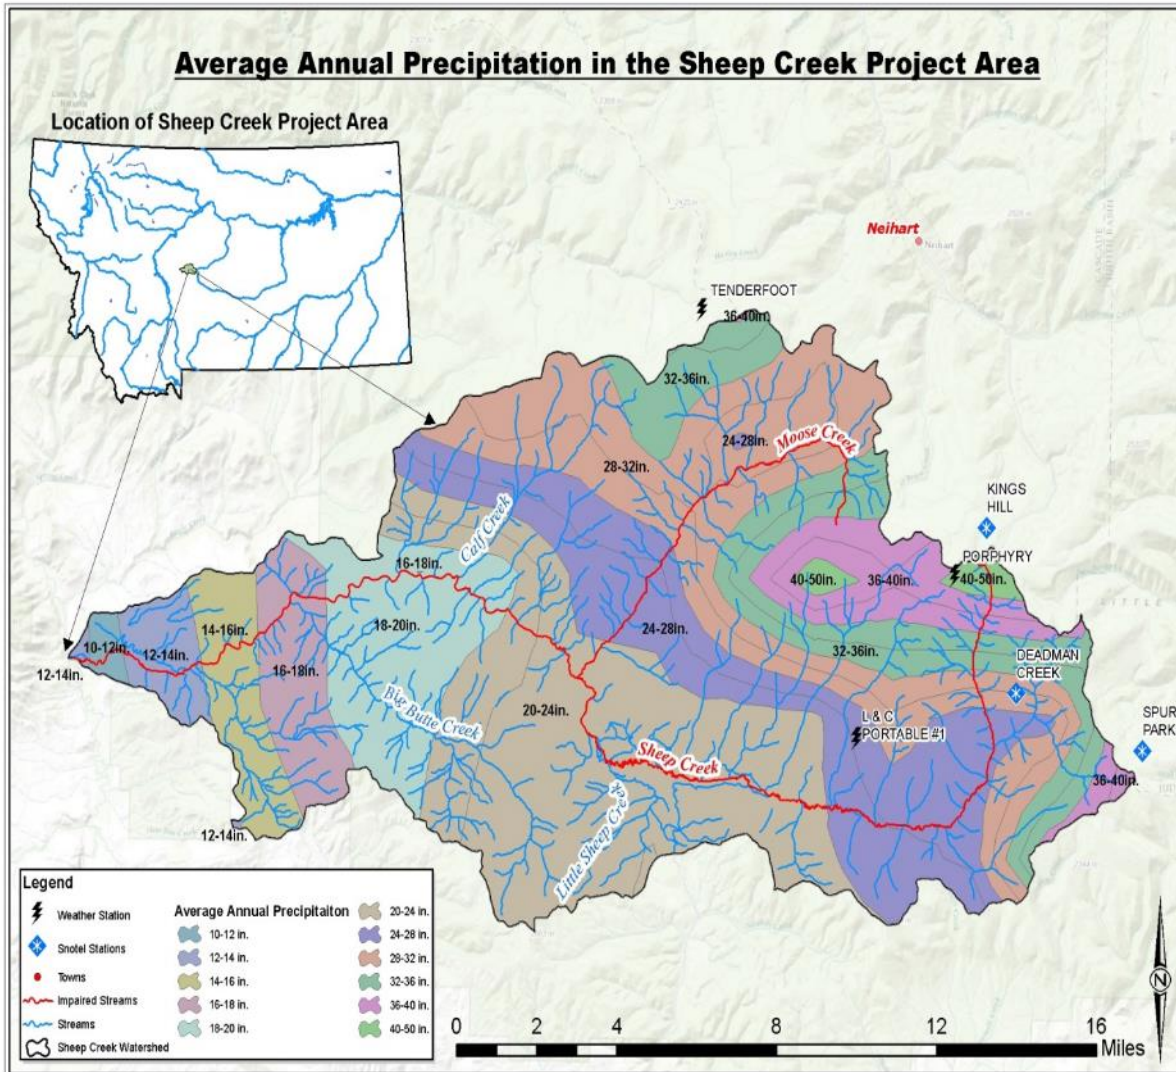 Average Annual Precipitation in the Sheep Creek Project Area
Location of Sheep Creek Project Area
Neihart
Neihart
TENDERFOOT
36-40in.
32-36in.
24-28in.
Moose Creek
28-32in.
KINGS
HILL
Calf Creek
PORPHYRY
16-18in.
40-50in.
36-40in.
40-50in.
14-16in.
18-20in.
24-28in.
10-12in.
12-14in.
32-36in.
DEADMAN
CREEK
12-14in.
16-18in.
Big Butte Creek
20-24in.
L & C
PORTABLE #1
SPUR
PARK
Sheep Creek
36-40in.
Little Sheep Creek
12-14in.
Legend
Weather Station
Snotel Stations
Towns
Impaired Streams
Streams
Sheep Creek Watershed
Average Annual Precipitaiton
10-12 in.
12-14 in.
14-16 in.
16-18 in.
18-20 in.
20-24 in.
24-28 in.
28-32 in.
32-36 in.
36-40 in.
40-50 in.
N
0 2 4 8 12 16
Miles